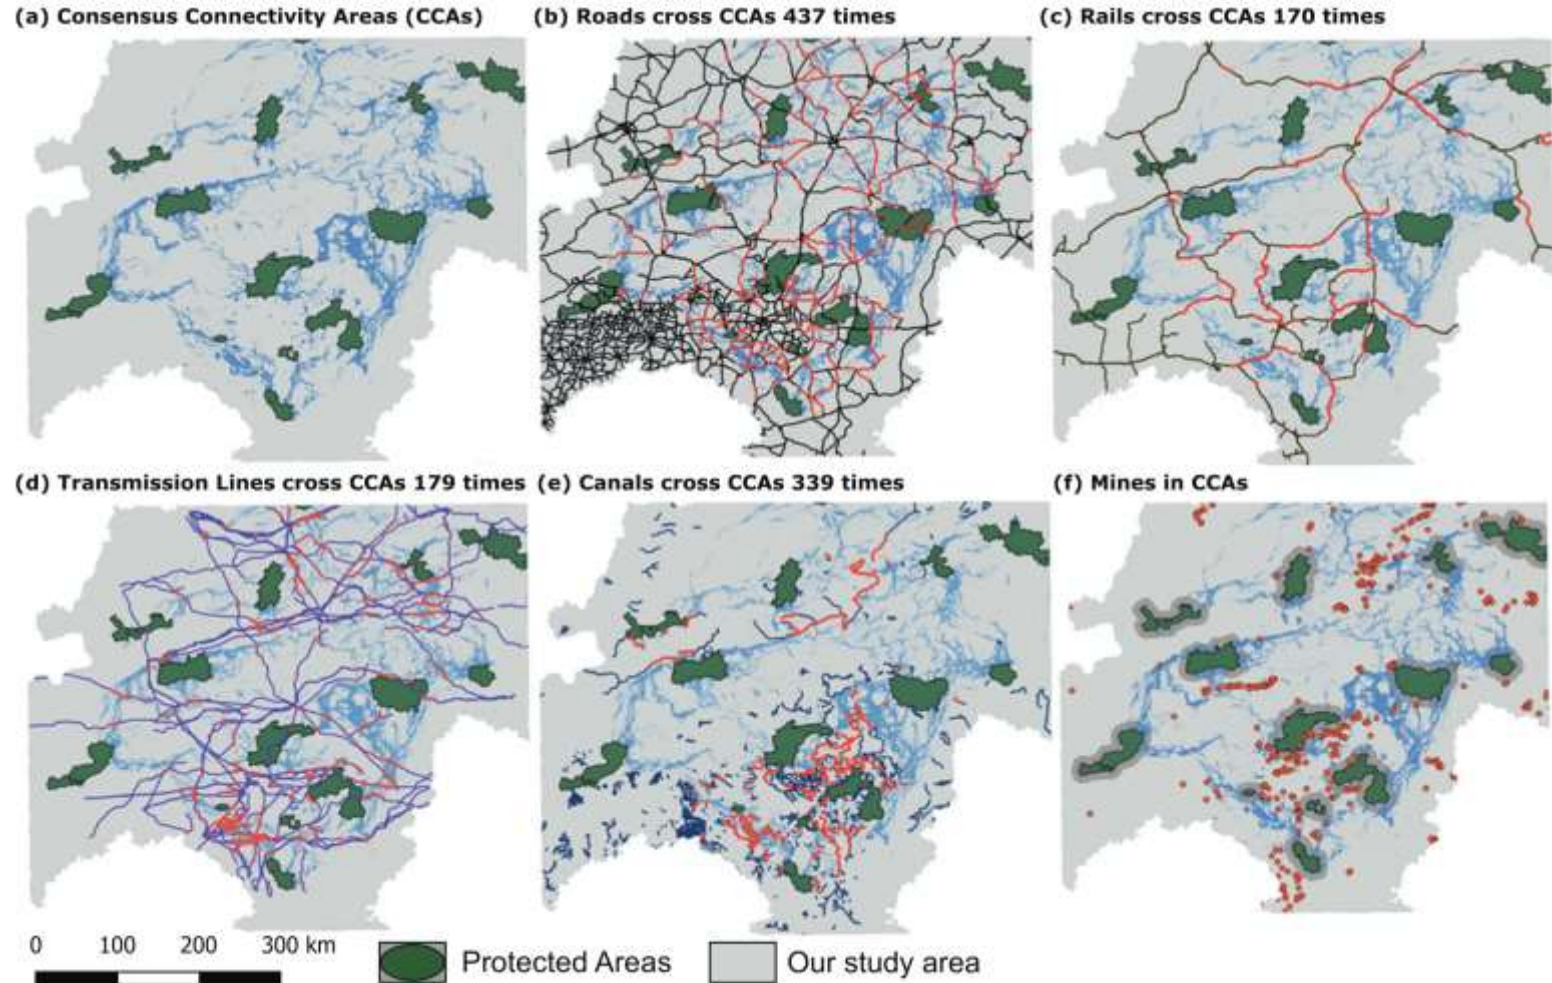 (a) Consensus Connectivity Areas (CCAs)
(b) Roads cross CCAs 437 times
(c) Rails cross CCAs 170 times
(d) Transmission Lines cross CCAs 179 times
(e) Canals cross CCAs 339 times
(f) Mines in CCAs
0 100 200 300 km
Protected Areas
Our study area